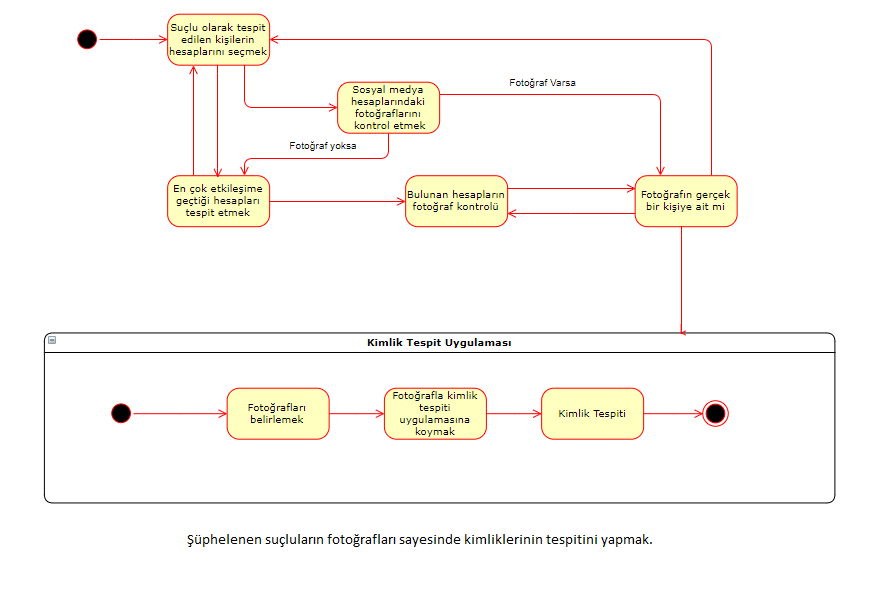 Suçlu olarak tespit
edilen kişilerin
hesaplarını seçmek
Sosyal medya
hesaplarındaki
fotoğraflarını
kontrol etmek
Fotoğraf Varsa
Fotoğraf yoksa
En çok etkileşime
geçtiği hesapları
tespit etmek
Bulunan hesapların
fotoğraf kontrolü
Fotoğrafın gerçek
bir kişiye ait mi
Kimlik Tespit Uygulaması
Fotoğrafları
belirlemek
Fotoğrafla kimlik
tespiti
uygulamasına
koymak
Kimlik Tespiti
Şüphelenen suçluların fotoğrafları sayesinde kimliklerinin tespitini yapmak.